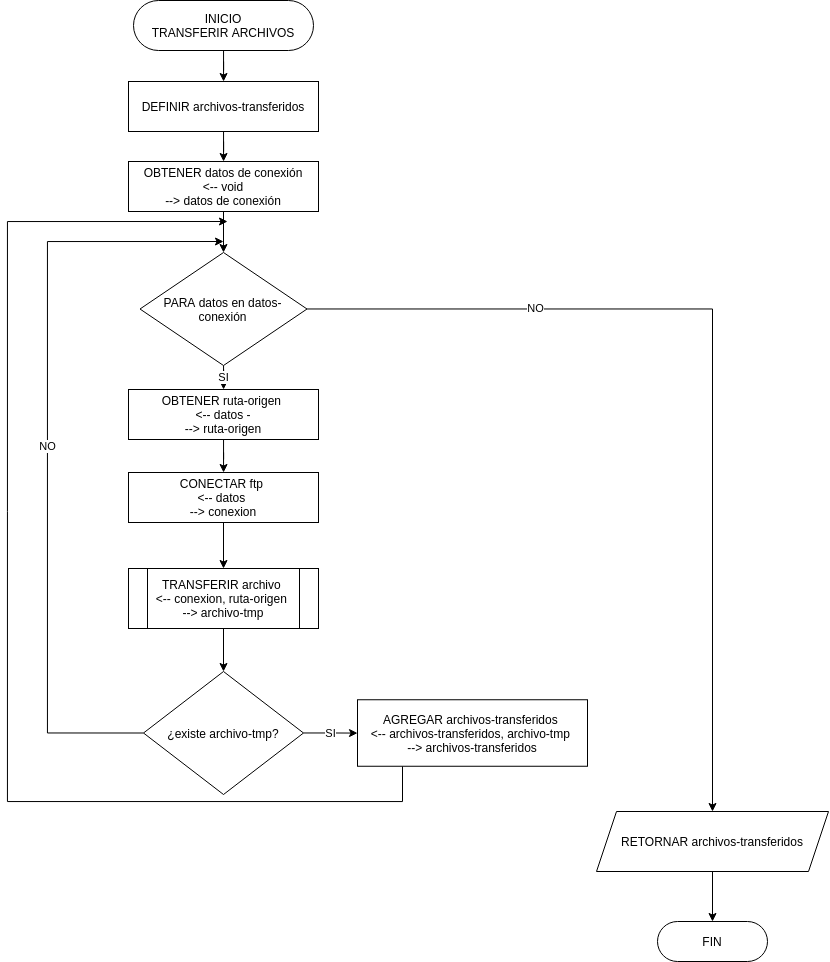 INICIO
TRANSFERIR ARCHIVOS
DEFINIR archivos-transferidos
OBTENER datos de conexión
<-- void
--> datos de conexión
PARA datos en datos-
conexión
NO
SI
OBTENER ruta-origen
<-- datos -
--> ruta-origen
NO
CONECTAR ftp
<-- datos
--> conexion
TRANSFERIR archivo
<-- conexion, ruta-origen
--> archivo-tmp
¿existe archivo-tmp?
SI
AGREGAR archivos-transferidos
<-- archivos-transferidos, archivo-tmp
--> archivos-transferidos
RETORNAR archivos-transferidos
FIN